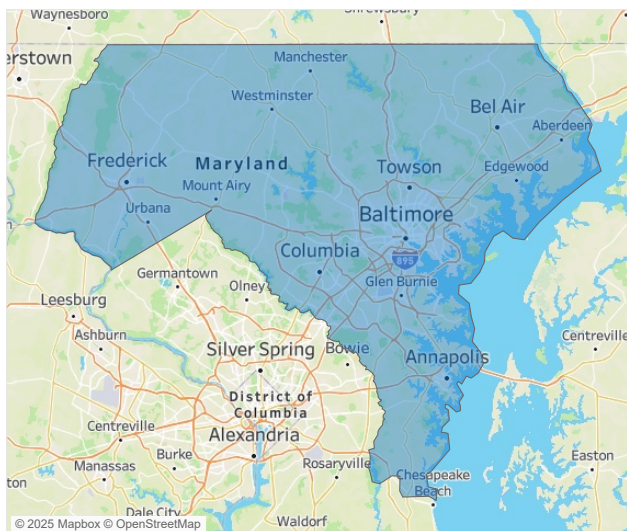 Waynesboro
Shrewsbury
erstown
Manchester
Westminster
Bel Air
Aberdeen
Frederick
Maryland
Towson
Edgewood
Mount Airy
Urbana
Baltimore
Columbia
895
Germantown
Glen Burnie
Olney
Leesburg
Ashburn
Silver Spring
Bowie
Annapolis
Centreville
District of
Columbia
Centreville
Alexandria
Burke
Manassas
Rosaryville
Chesapeake
Beach
Easton
ton
Dale City
Waldorf
© 2025 Mapbox © OpenStreetMap